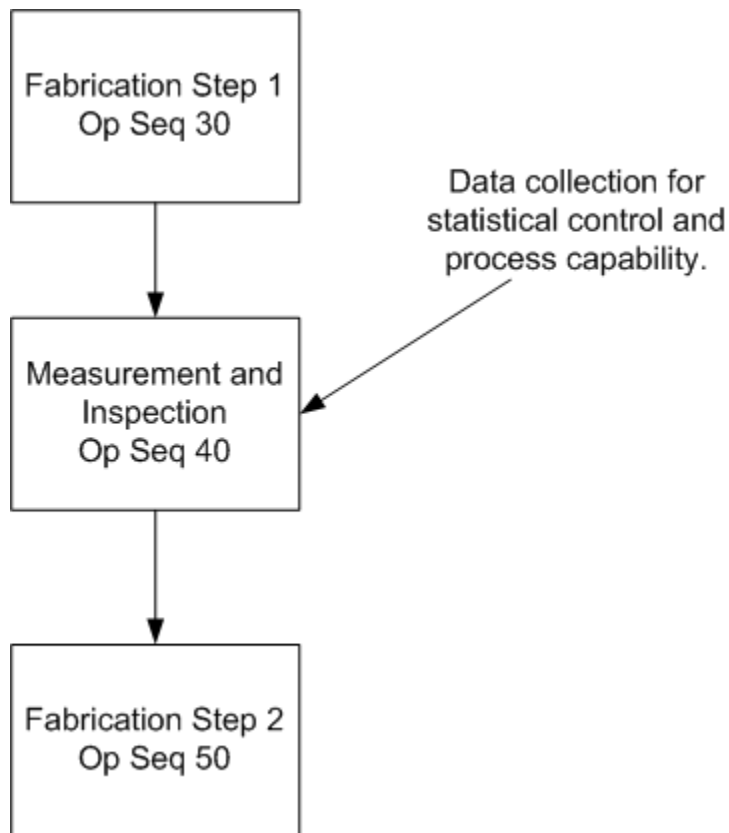 Fabrication Step 1
Op Seq 30
Data collection for
statistical control and
process capability.
Measurement and
Inspection
Op Seq 40
Fabrication Step 2
Op Seq 50